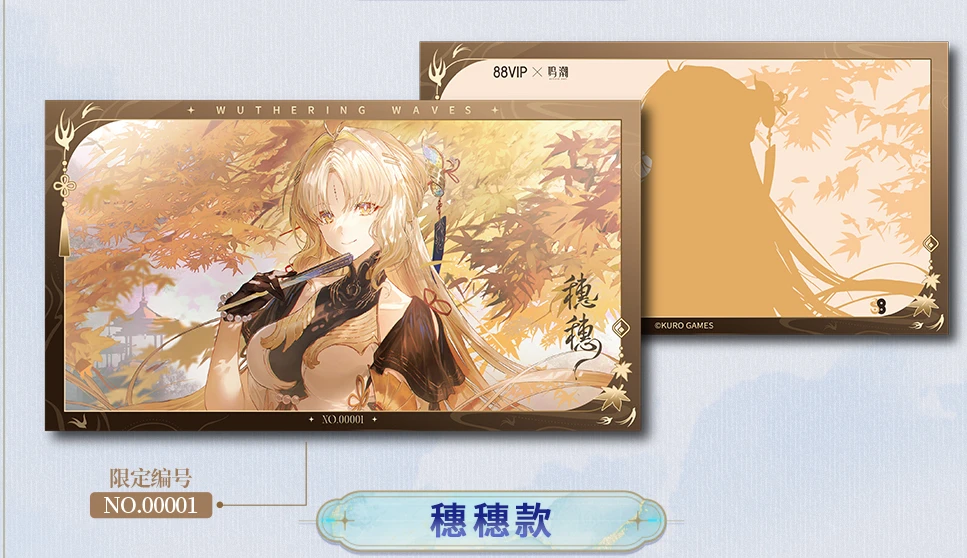 88VIP × 鸣潮
WUTHERING WAVES
穗穗
©KURO GAMES
NO.00001
限定编号
NO.00001
穗穗款